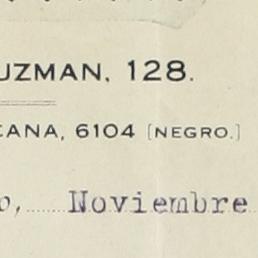 UZMAN, 128.
CANA, 6104 [NEGRO.]
o, Noviembre